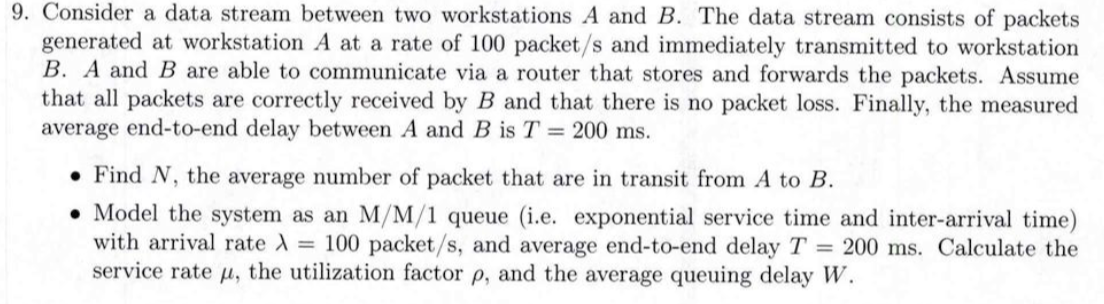 9. Consider a data stream between two workstations A and B. The data stream consists of packets
generated at workstation A at a rate of 100 packet/s and immediately transmitted to workstation
B. A and B are able to communicate via a router that stores and forwards the packets. Assume
that all packets are correctly received by B and that there is no packet loss. Finally, the measured
average end-to-end delay between A and B is T = 200 ms.
• Find N, the average number of packet that are in transit from A to B.
• Model the system as an M/M/1 queue (i.e. exponential service time and inter-arrival time)
with arrival rate λ = 100 packet/s, and average end-to-end delay T = 200 ms. Calculate the
service rate μ, the utilization factor ρ, and the average queuing delay W.